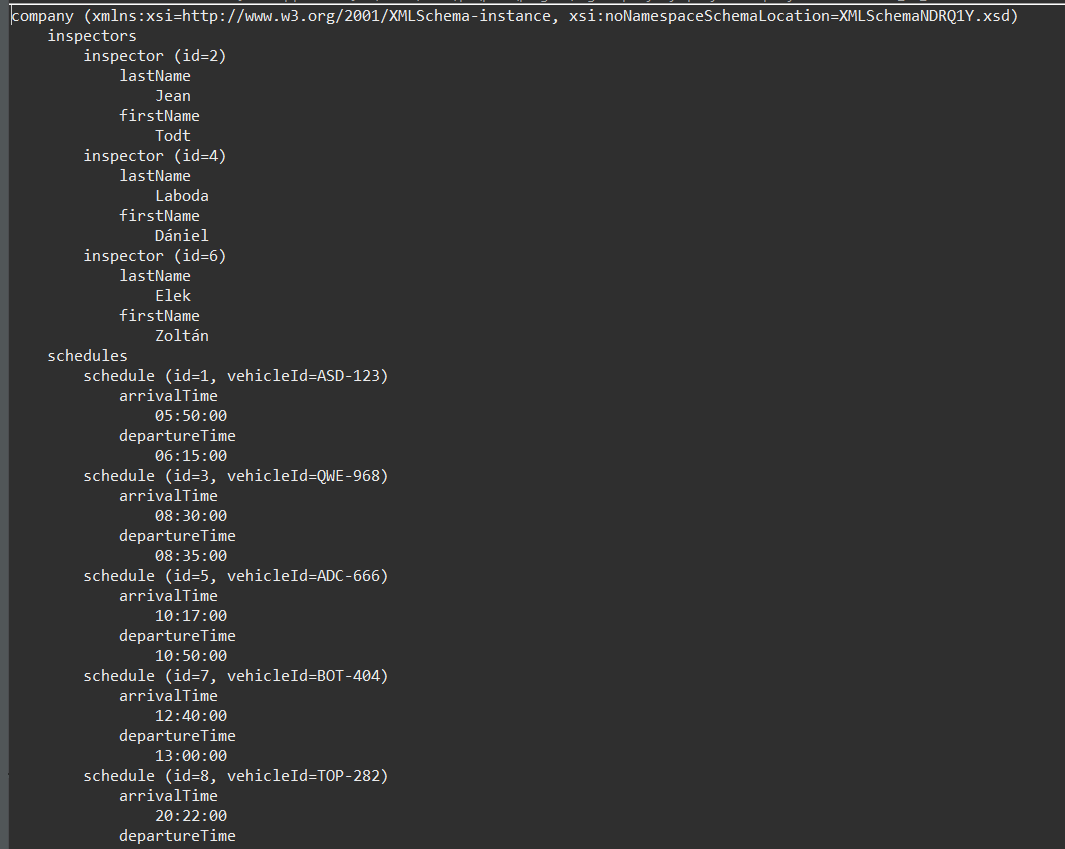 company (xmlns:xsi=http://www.w3.org/2001/XMLSchema-instance, xsi:noNamespaceSchemaLocation=XMLSchemaNDRQ1Y.xsd)
inspectors
inspector (id=2)
lastName
Jean
firstName
Todt
inspector (id=4)
lastName
Laboda
firstName
Dániel
inspector (id=6)
lastName
Elek
firstName
Zoltán
schedules
schedule (id=1, vehicleId=ASD-123)
arrivalTime
05:50:00
departureTime
06:15:00
schedule (id=3, vehicleId=QWE-968)
arrivalTime
08:30:00
departureTime
08:35:00
schedule (id=5, vehicleId=ADC-666)
arrivalTime
10:17:00
departureTime
10:50:00
schedule (id=7, vehicleId=BOT-404)
arrivalTime
12:40:00
departureTime
13:00:00
schedule (id=8, vehicleId=TOP-282)
arrivalTime
20:22:00
departureTime